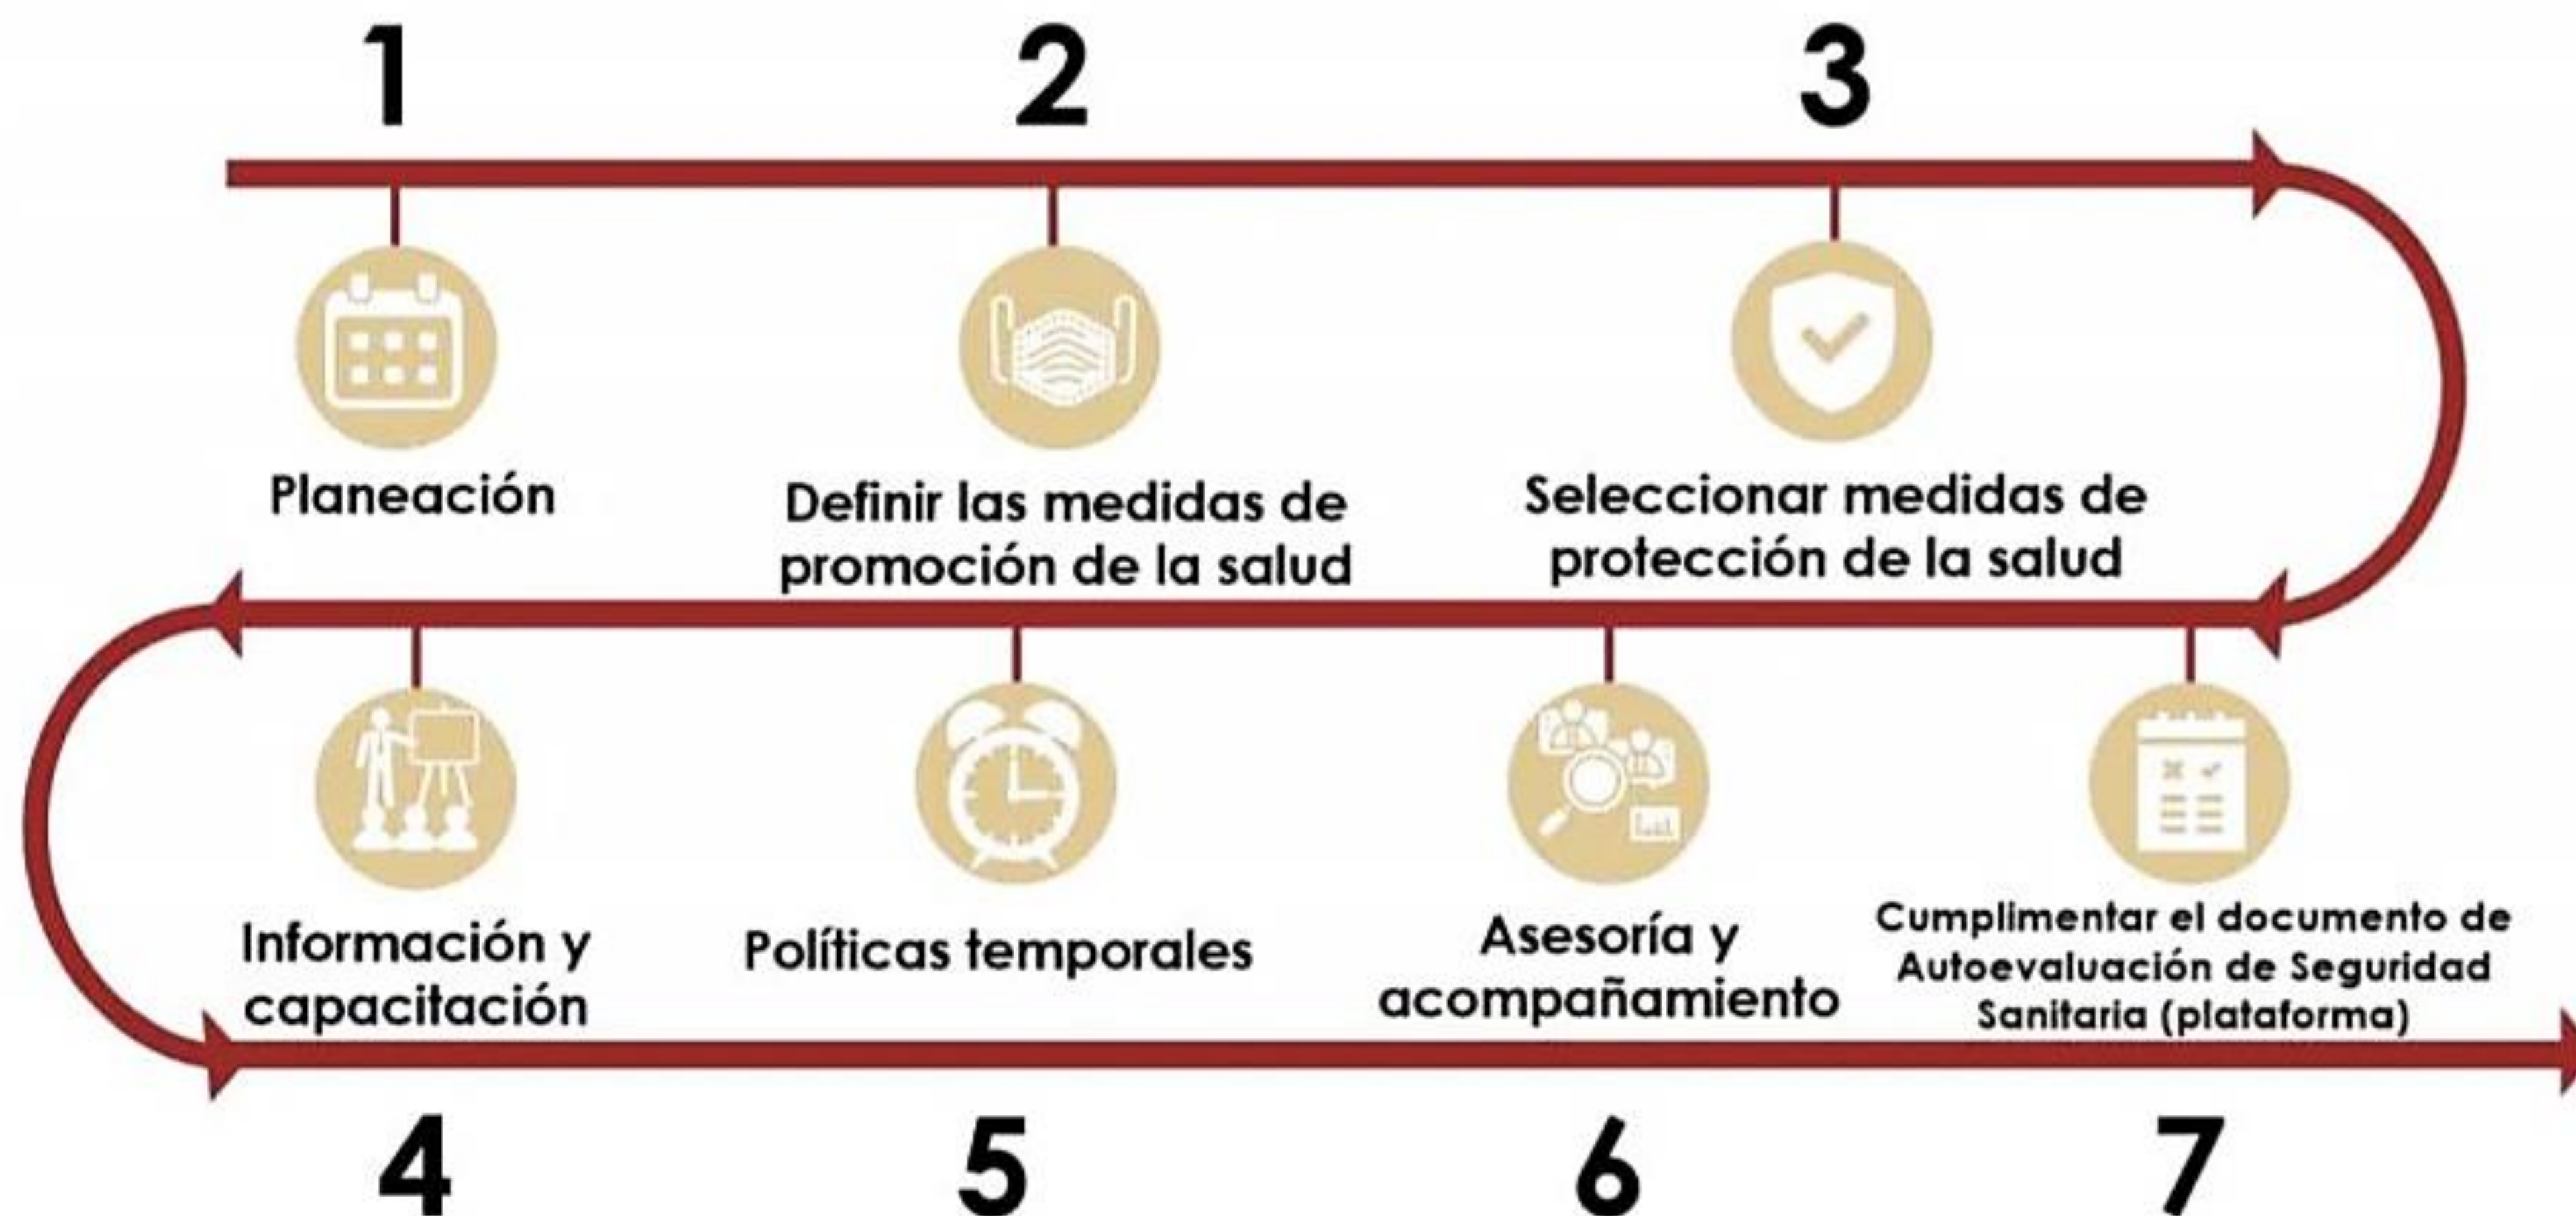 1
2
3
Planeación
Definir las medidas de
promoción de la salud
Seleccionar medidas de
protección de la salud
Información y
capacitación
Políticas temporales
Asesoría y
acompañamiento
Cumplimentar el documento de
Autoevaluación de Seguridad
Sanitaria (plataforma)
4
5
6
7